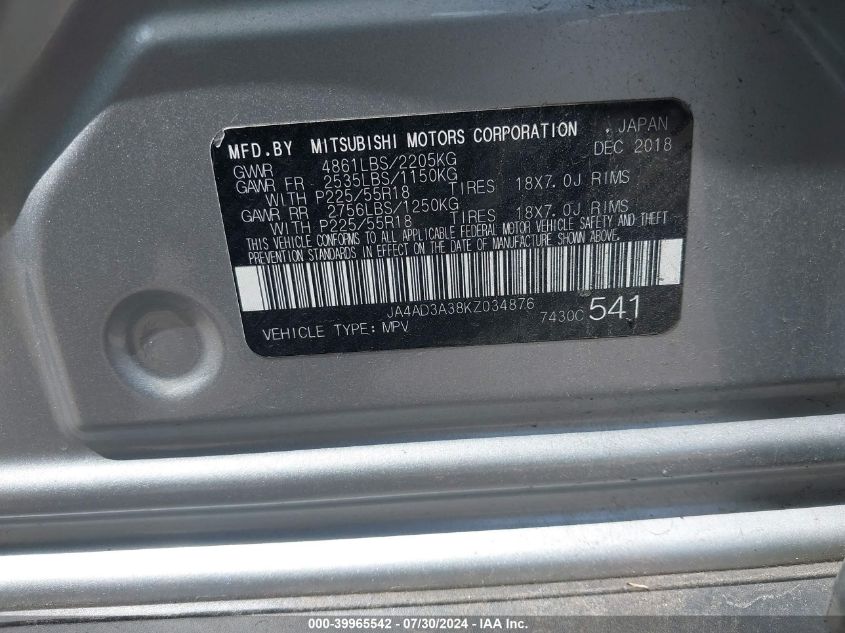 MFD.BY MITSUBISHI MOTORS CORPORATION , JAPAN
GVWR 4861LBS/2205KG DEC 2018
GAWR FR 2535LBS/1150KG
WITH P225/55R18 TIRES 18X7.0J RIMS
GAWR RR 2756LBS/1250KG
WITH P225/55R18 TIRES 18X7.0J RIMS
THIS VEHICLE CONFORMS TO ALL APPLICABLE FEDERAL MOTOR VEHICLE SAFETY AND THEFT
PREVENTION STANDARDS IN EFFECT ON THE DATE OF MANUFACTURE SHOWN ABOVE.
JA4AD3A38KZ034876
VEHICLE TYPE: MPV 7430C 541
000-39965542 / 07/30/2024 - IAA Inc.